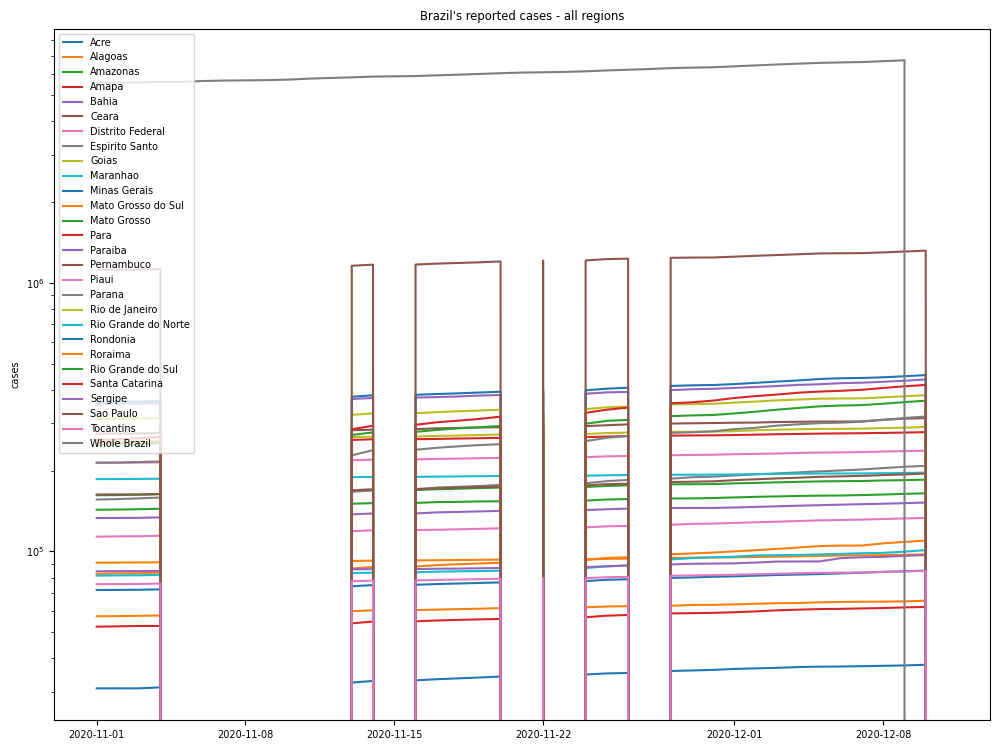 Brazil's reported cases - all regions
Acre
Alagoas
Amazonas
Amapa
Bahia
Ceara
Distrito Federal
Espirito Santo
Goias
Maranhao
Minas Gerais
Mato Grosso do Sul
Mato Grosso
Para
Paraiba
Pernambuco
Piaui
Parana
Rio de Janeiro
Rio Grande do Norte
Rondonia
Roraima
Rio Grande do Sul
Santa Catarina
Sergipe
Sao Paulo
Tocantins
Whole Brazil
10⁶
10⁵
cases
2020-11-01 2020-11-08 2020-11-15 2020-11-22 2020-12-01 2020-12-08